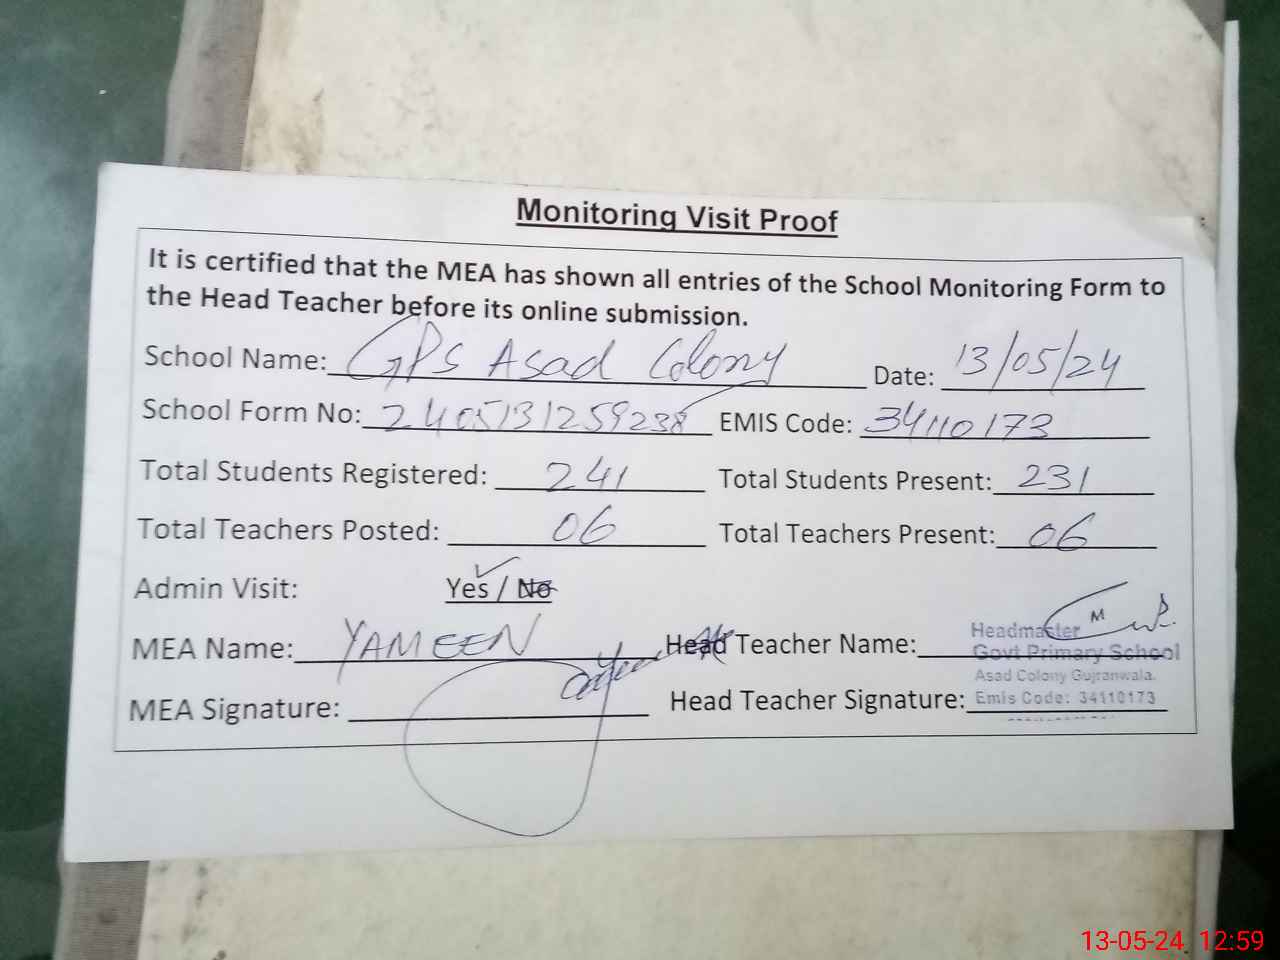 Monitoring Visit Proof
It is certified that the MEA has shown all entries of the School Monitoring Form to
the Head Teacher before its online submission.
School Name: GPS Asad Colony Date: 13/05/24
School Form No: 2405131259238 EMIS Code: 34110173
Total Students Registered: 241 Total Students Present: 231
Total Teachers Posted: 06 Total Teachers Present: 06
Admin Visit: Yes / No
MEA Name: YAMEEN Head Teacher Name:
MEA Signature: Head Teacher Signature:
Headmaster
Govt Primary School
Asad Colony Gujranwala.
Emis Code: 34110173
13-05-24 12:59